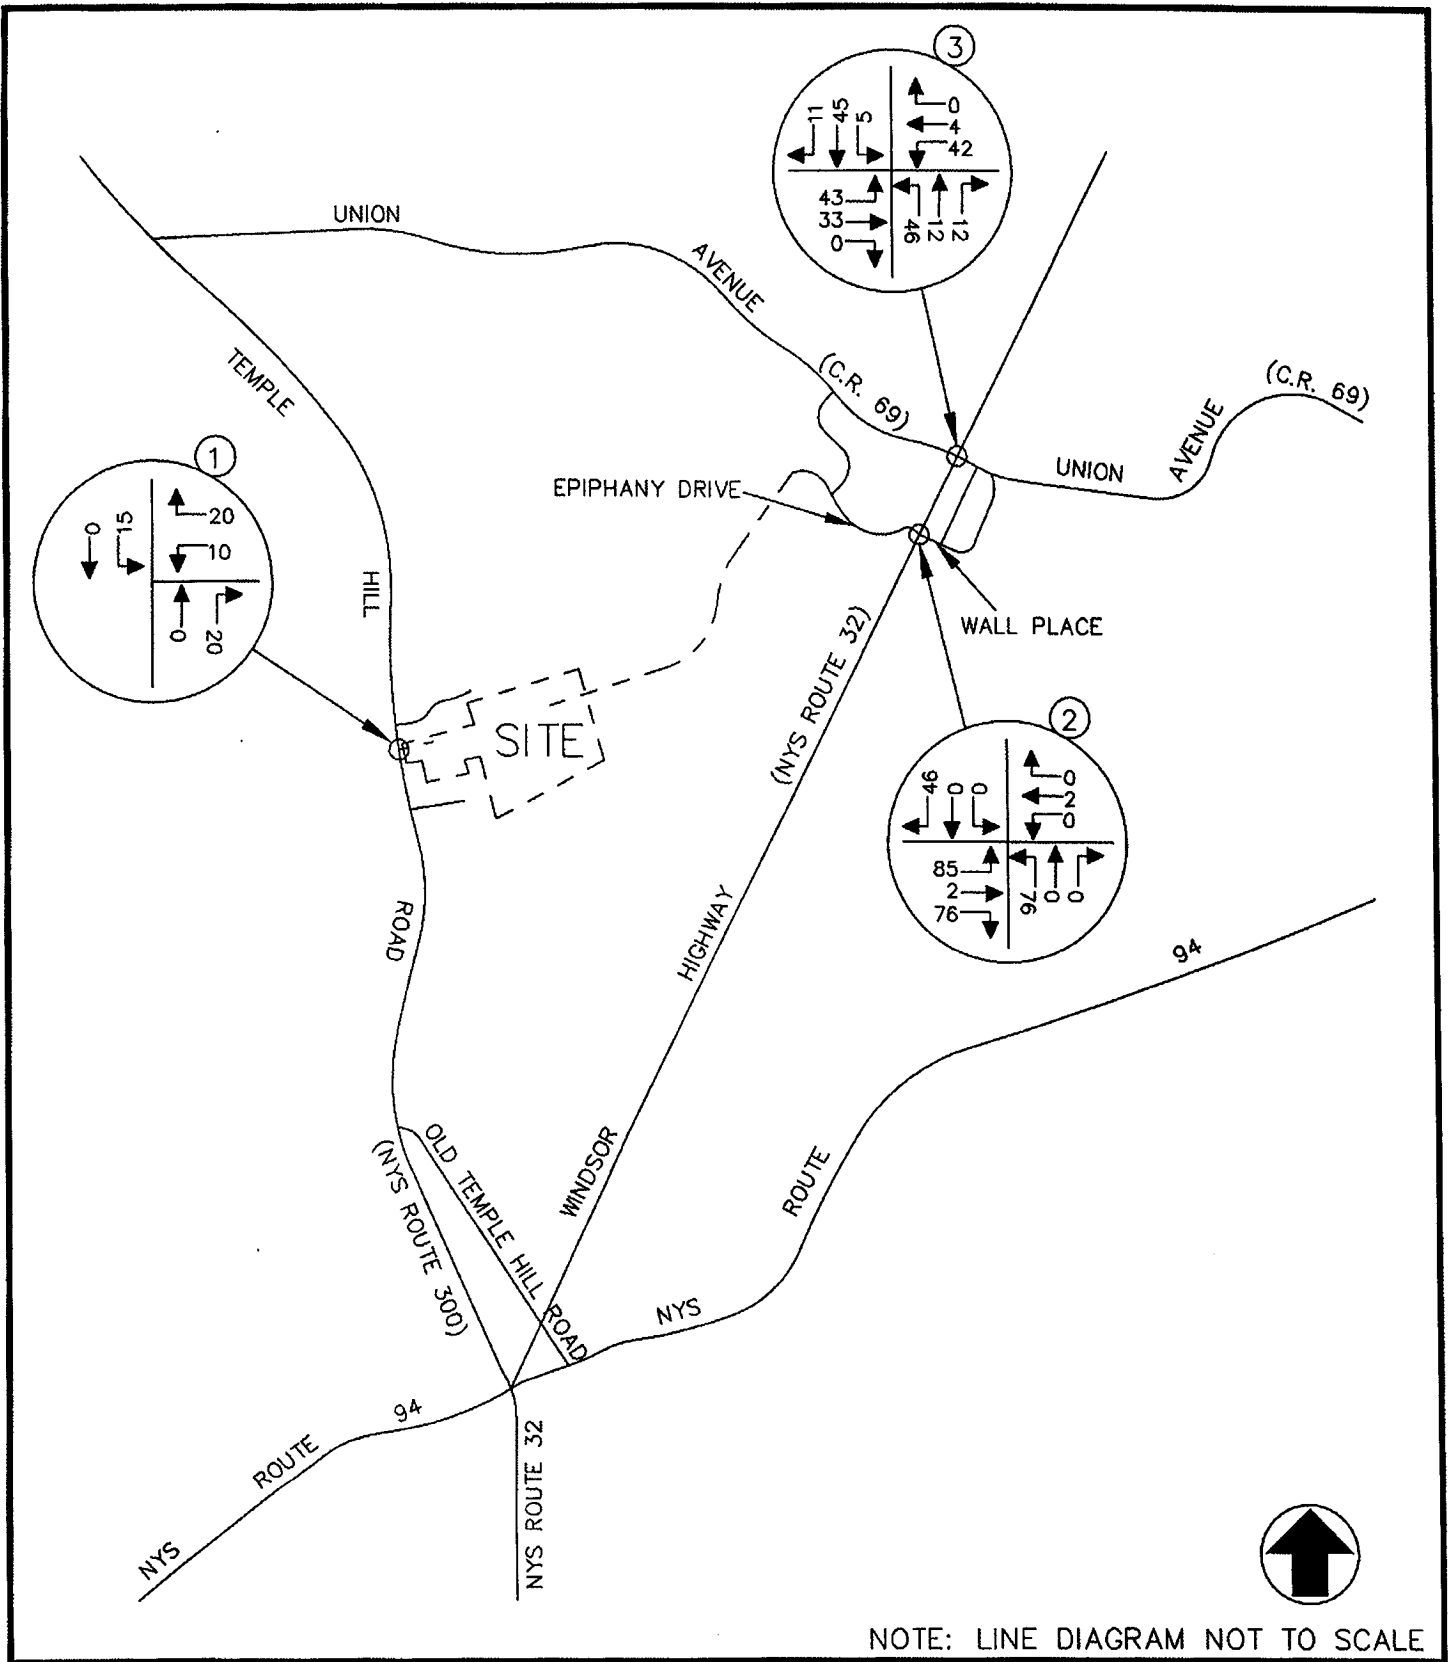 3
11
45
5
0
4
42
43
33
0
46
12
12
UNION
AVENUE
(C.R. 69)
(C.R. 69)
TEMPLE
1
0
15
20
10
0
20
EPIPHANY DRIVE
UNION
AVENUE
HILL
WALL PLACE
(NYS ROUTE 32)
SITE
2
46
0
0
0
2
0
85
2
76
76
0
0
ROAD
HIGHWAY
94
OLD TEMPLE HILL ROAD
(NYS ROUTE 300)
WINDSOR
ROUTE
NYS
94
ROUTE
NYS
NYS ROUTE 32
NOTE: LINE DIAGRAM NOT TO SCALE